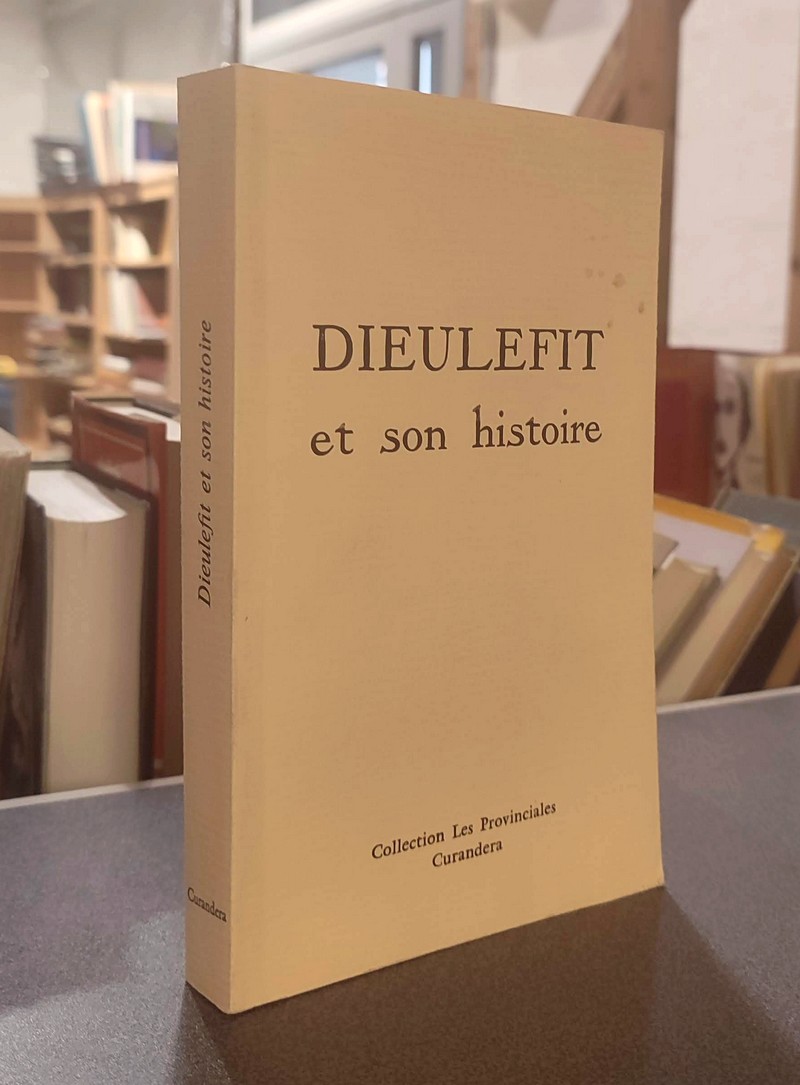 DIEULEFIT
et son histoire
Collection Les Provinciales
Curandera
Dieulefit et son histoire
Curandera